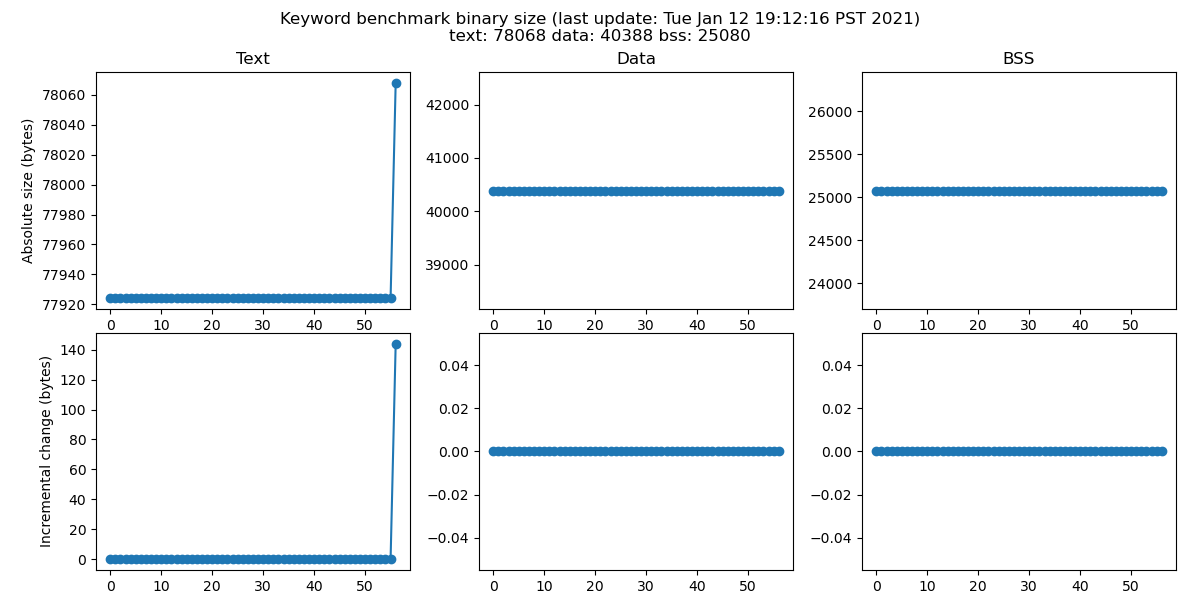 Keyword benchmark binary size (last update: Tue Jan 12 19:12:16 PST 2021)
text: 78068 data: 40388 bss: 25080
Text
Data
BSS
Absolute size (bytes)
78060
78040
78020
78000
77980
77960
77940
77920
0 10 20 30 40 50
42000
41000
40000
39000
0 10 20 30 40 50
26000
25500
25000
24500
24000
0 10 20 30 40 50
Incremental change (bytes)
140
120
100
80
60
40
20
0
0 10 20 30 40 50
0.04
0.02
0.00
−0.02
−0.04
0 10 20 30 40 50
0.04
0.02
0.00
−0.02
−0.04
0 10 20 30 40 50